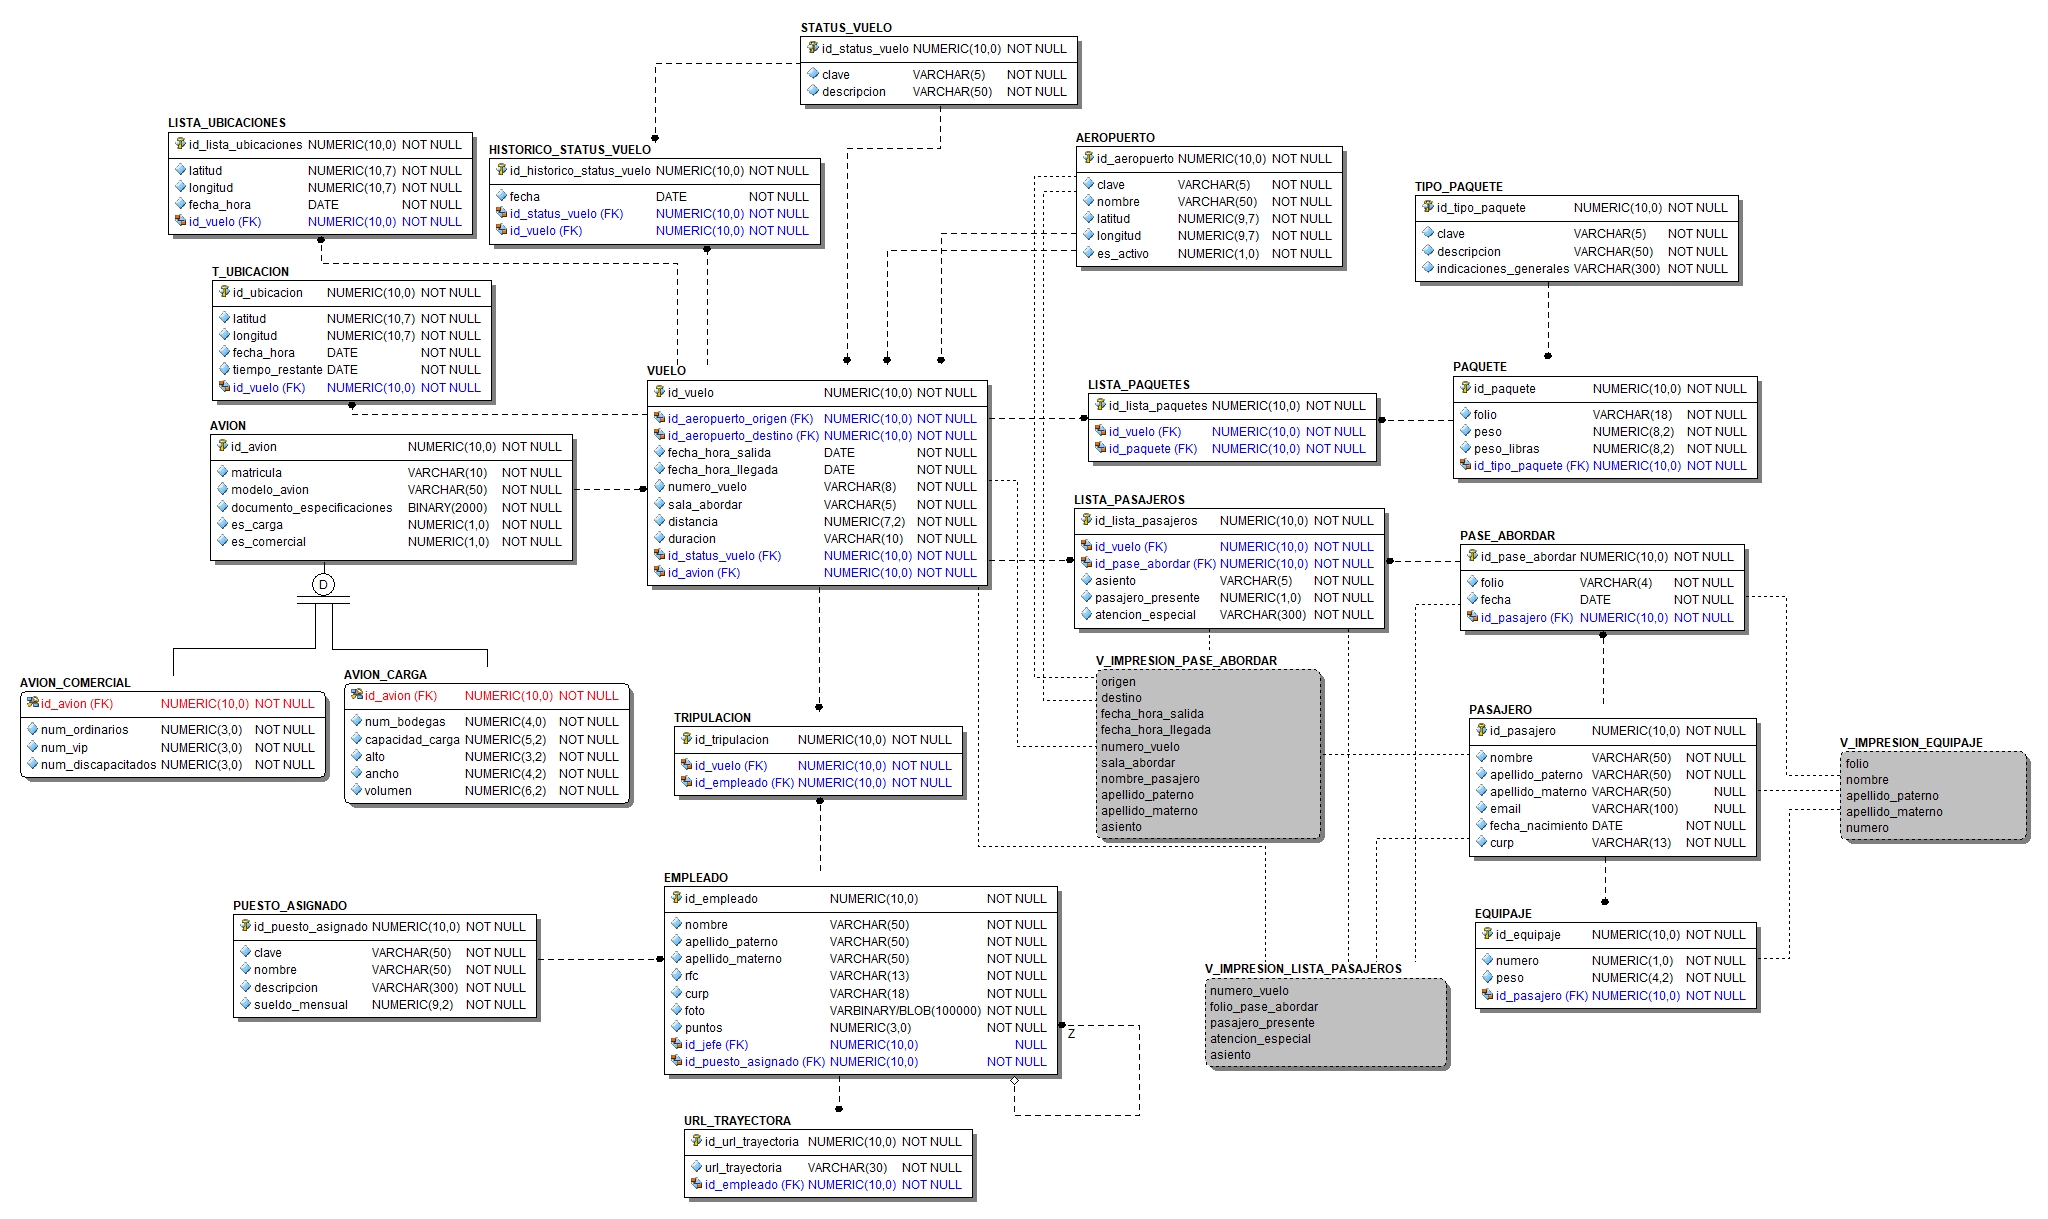 STATUS_VUELO
id_status_vuelo NUMERIC(10,0) NOT NULL
clave VARCHAR(5) NOT NULL
descripcion VARCHAR(50) NOT NULL
LISTA_UBICACIONES
id_lista_ubicaciones NUMERIC(10,0) NOT NULL
latitud NUMERIC(10,7) NOT NULL
longitud NUMERIC(10,7) NOT NULL
fecha_hora DATE NOT NULL
id_vuelo (FK) NUMERIC(10,0) NOT NULL
HISTORICO_STATUS_VUELO
id_historico_status_vuelo NUMERIC(10,0) NOT NULL
fecha DATE NOT NULL
id_status_vuelo (FK) NUMERIC(10,0) NOT NULL
id_vuelo (FK) NUMERIC(10,0) NOT NULL
AEROPUERTO
id_aeropuerto NUMERIC(10,0) NOT NULL
clave VARCHAR(5) NOT NULL
nombre VARCHAR(50) NOT NULL
latitud NUMERIC(9,7) NOT NULL
longitud NUMERIC(9,7) NOT NULL
es_activo NUMERIC(1,0) NOT NULL
TIPO_PAQUETE
id_tipo_paquete NUMERIC(10,0) NOT NULL
clave VARCHAR(5) NOT NULL
descripcion VARCHAR(50) NOT NULL
indicaciones_generales VARCHAR(300) NOT NULL
T_UBICACION
id_ubicacion NUMERIC(10,0) NOT NULL
latitud NUMERIC(10,7) NOT NULL
longitud NUMERIC(10,7) NOT NULL
fecha_hora DATE NOT NULL
tiempo_restante DATE NOT NULL
id_vuelo (FK) NUMERIC(10,0) NOT NULL
VUELO
id_vuelo NUMERIC(10,0) NOT NULL
id_aeropuerto_origen (FK) NUMERIC(10,0) NOT NULL
id_aeropuerto_destino (FK) NUMERIC(10,0) NOT NULL
fecha_hora_salida DATE NOT NULL
fecha_hora_llegada DATE NOT NULL
numero_vuelo VARCHAR(8) NOT NULL
sala_abordar VARCHAR(5) NOT NULL
distancia NUMERIC(7,2) NOT NULL
duracion VARCHAR(10) NOT NULL
id_status_vuelo (FK) NUMERIC(10,0) NOT NULL
id_avion (FK) NUMERIC(10,0) NOT NULL
LISTA_PAQUETES
id_lista_paquetes NUMERIC(10,0) NOT NULL
id_vuelo (FK) NUMERIC(10,0) NOT NULL
id_paquete (FK) NUMERIC(10,0) NOT NULL
PAQUETE
id_paquete NUMERIC(10,0) NOT NULL
folio VARCHAR(18) NOT NULL
peso NUMERIC(8,2) NOT NULL
peso_libras NUMERIC(8,2) NOT NULL
id_tipo_paquete (FK) NUMERIC(10,0) NOT NULL
AVION
id_avion NUMERIC(10,0) NOT NULL
matricula VARCHAR(10) NOT NULL
modelo_avion VARCHAR(50) NOT NULL
documento_especificaciones BINARY(2000) NOT NULL
es_carga NUMERIC(1,0) NOT NULL
es_comercial NUMERIC(1,0) NOT NULL
D
LISTA_PASAJEROS
id_lista_pasajeros NUMERIC(10,0) NOT NULL
id_vuelo (FK) NUMERIC(10,0) NOT NULL
id_pase_abordar (FK) NUMERIC(10,0) NOT NULL
asiento VARCHAR(5) NOT NULL
pasajero_presente NUMERIC(1,0) NOT NULL
atencion_especial VARCHAR(300) NOT NULL
PASE_ABORDAR
id_pase_abordar NUMERIC(10,0) NOT NULL
folio VARCHAR(4) NOT NULL
fecha DATE NOT NULL
id_pasajero (FK) NUMERIC(10,0) NOT NULL
AVION_COMERCIAL
id_avion (FK) NUMERIC(10,0) NOT NULL
num_ordinarios NUMERIC(3,0) NOT NULL
num_vip NUMERIC(3,0) NOT NULL
num_discapacitados NUMERIC(3,0) NOT NULL
AVION_CARGA
id_avion (FK) NUMERIC(10,0) NOT NULL
num_bodegas NUMERIC(4,0) NOT NULL
capacidad_carga NUMERIC(5,2) NOT NULL
alto NUMERIC(3,2) NOT NULL
ancho NUMERIC(4,2) NOT NULL
volumen NUMERIC(6,2) NOT NULL
V_IMPRESION_PASE_ABORDAR
origen
destino
fecha_hora_salida
fecha_hora_llegada
numero_vuelo
sala_abordar
nombre_pasajero
apellido_paterno
apellido_materno
asiento
TRIPULACION
id_tripulacion NUMERIC(10,0) NOT NULL
id_vuelo (FK) NUMERIC(10,0) NOT NULL
id_empleado (FK) NUMERIC(10,0) NOT NULL
PASAJERO
id_pasajero NUMERIC(10,0) NOT NULL
nombre VARCHAR(50) NOT NULL
apellido_paterno VARCHAR(50) NOT NULL
apellido_materno VARCHAR(50) NULL
email VARCHAR(100) NULL
fecha_nacimiento DATE NOT NULL
curp VARCHAR(13) NOT NULL
V_IMPRESION_EQUIPAJE
folio
nombre
apellido_paterno
apellido_materno
numero
PUESTO_ASIGNADO
id_puesto_asignado NUMERIC(10,0) NOT NULL
clave VARCHAR(50) NOT NULL
nombre VARCHAR(50) NOT NULL
descripcion VARCHAR(300) NOT NULL
sueldo_mensual NUMERIC(9,2) NOT NULL
EMPLEADO
id_empleado NUMERIC(10,0) NOT NULL
nombre VARCHAR(50) NOT NULL
apellido_paterno VARCHAR(50) NOT NULL
apellido_materno VARCHAR(50) NOT NULL
rfc VARCHAR(13) NOT NULL
curp VARCHAR(18) NOT NULL
foto VARBINARY/BLOB(100000) NOT NULL
puntos NUMERIC(3,0) NOT NULL
id_jefe (FK) NUMERIC(10,0) NULL
id_puesto_asignado (FK) NUMERIC(10,0) NOT NULL
Z
EQUIPAJE
id_equipaje NUMERIC(10,0) NOT NULL
numero NUMERIC(1,0) NOT NULL
peso NUMERIC(4,2) NOT NULL
id_pasajero (FK) NUMERIC(10,0) NOT NULL
V_IMPRESION_LISTA_PASAJEROS
numero_vuelo
folio_pase_abordar
pasajero_presente
atencion_especial
asiento
URL_TRAYECTORA
id_url_trayectoria NUMERIC(10,0) NOT NULL
url_trayectoria VARCHAR(30) NOT NULL
id_empleado (FK) NUMERIC(10,0) NOT NULL